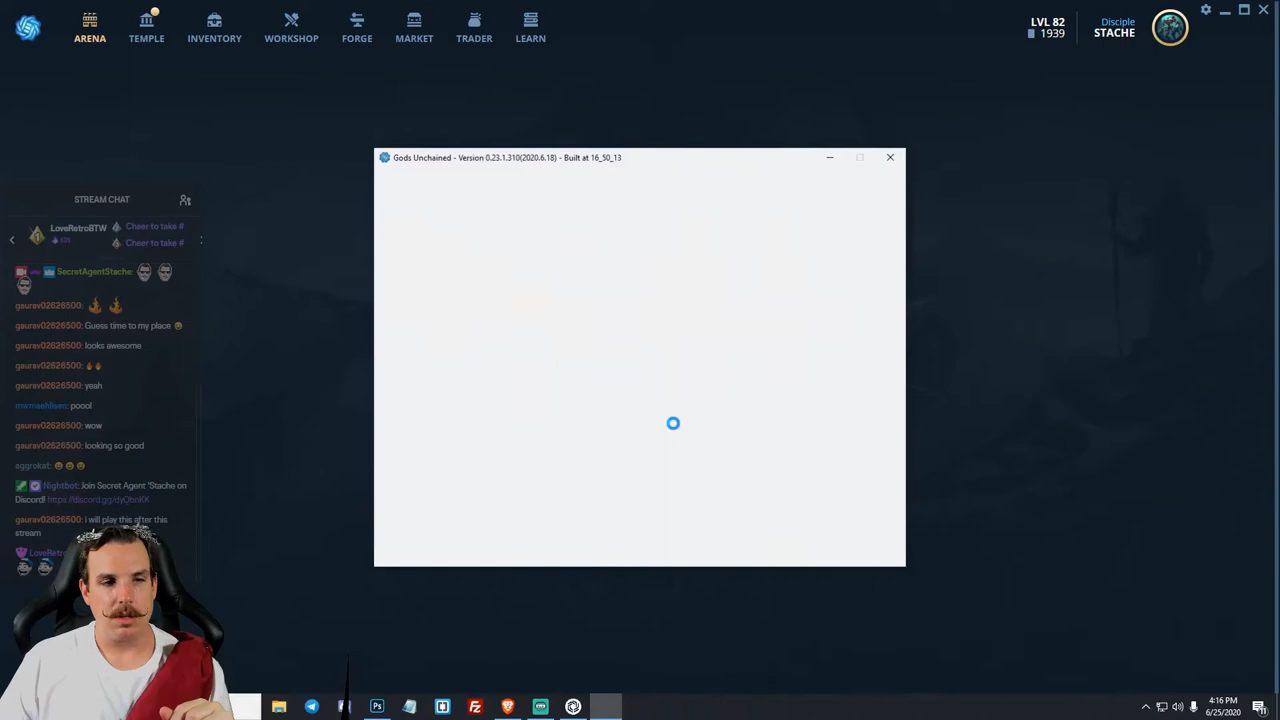 ARENA
TEMPLE
INVENTORY
WORKSHOP
FORGE
MARKET
TRADER
LEARN
LVL 82
1939
Disciple
STACHE
Gods Unchained - Version 0.23.1.310(2020.6.18) - Built at 16_50_13
STREAM CHAT
LoveRetroBTW
Cheer to take #
Cheer to take #
SecretAgentStache:
gaurav02626500:
gaurav02626500: Guess time to my place
gaurav02626500: looks awesome
gaurav02626500:
gaurav02626500: yeah
mwmaehlisen: poool
gaurav02626500: wow
gaurav02626500: looking so good
aggrokat:
Nightbot: Join Secret Agent 'Stache on
Discord!
gaurav02626500: i will play this after this
stream
Ps
Fz
4:16 PM
6/25/2020